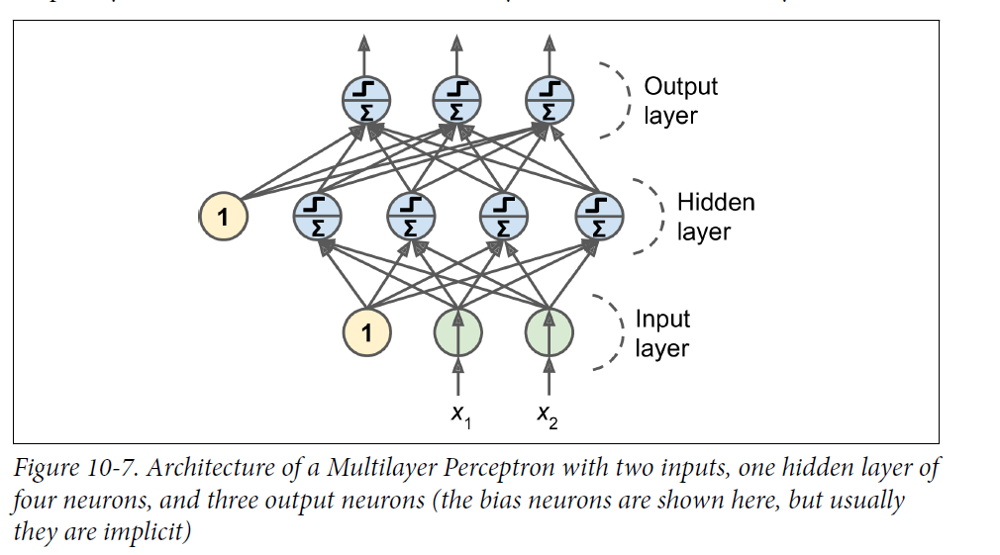 Output
layer
Σ Σ Σ
1
Σ Σ Σ Σ
Hidden
layer
1
Input
layer
x1 x2
Figure 10-7. Architecture of a Multilayer Perceptron with two inputs, one hidden layer of
four neurons, and three output neurons (the bias neurons are shown here, but usually
they are implicit)